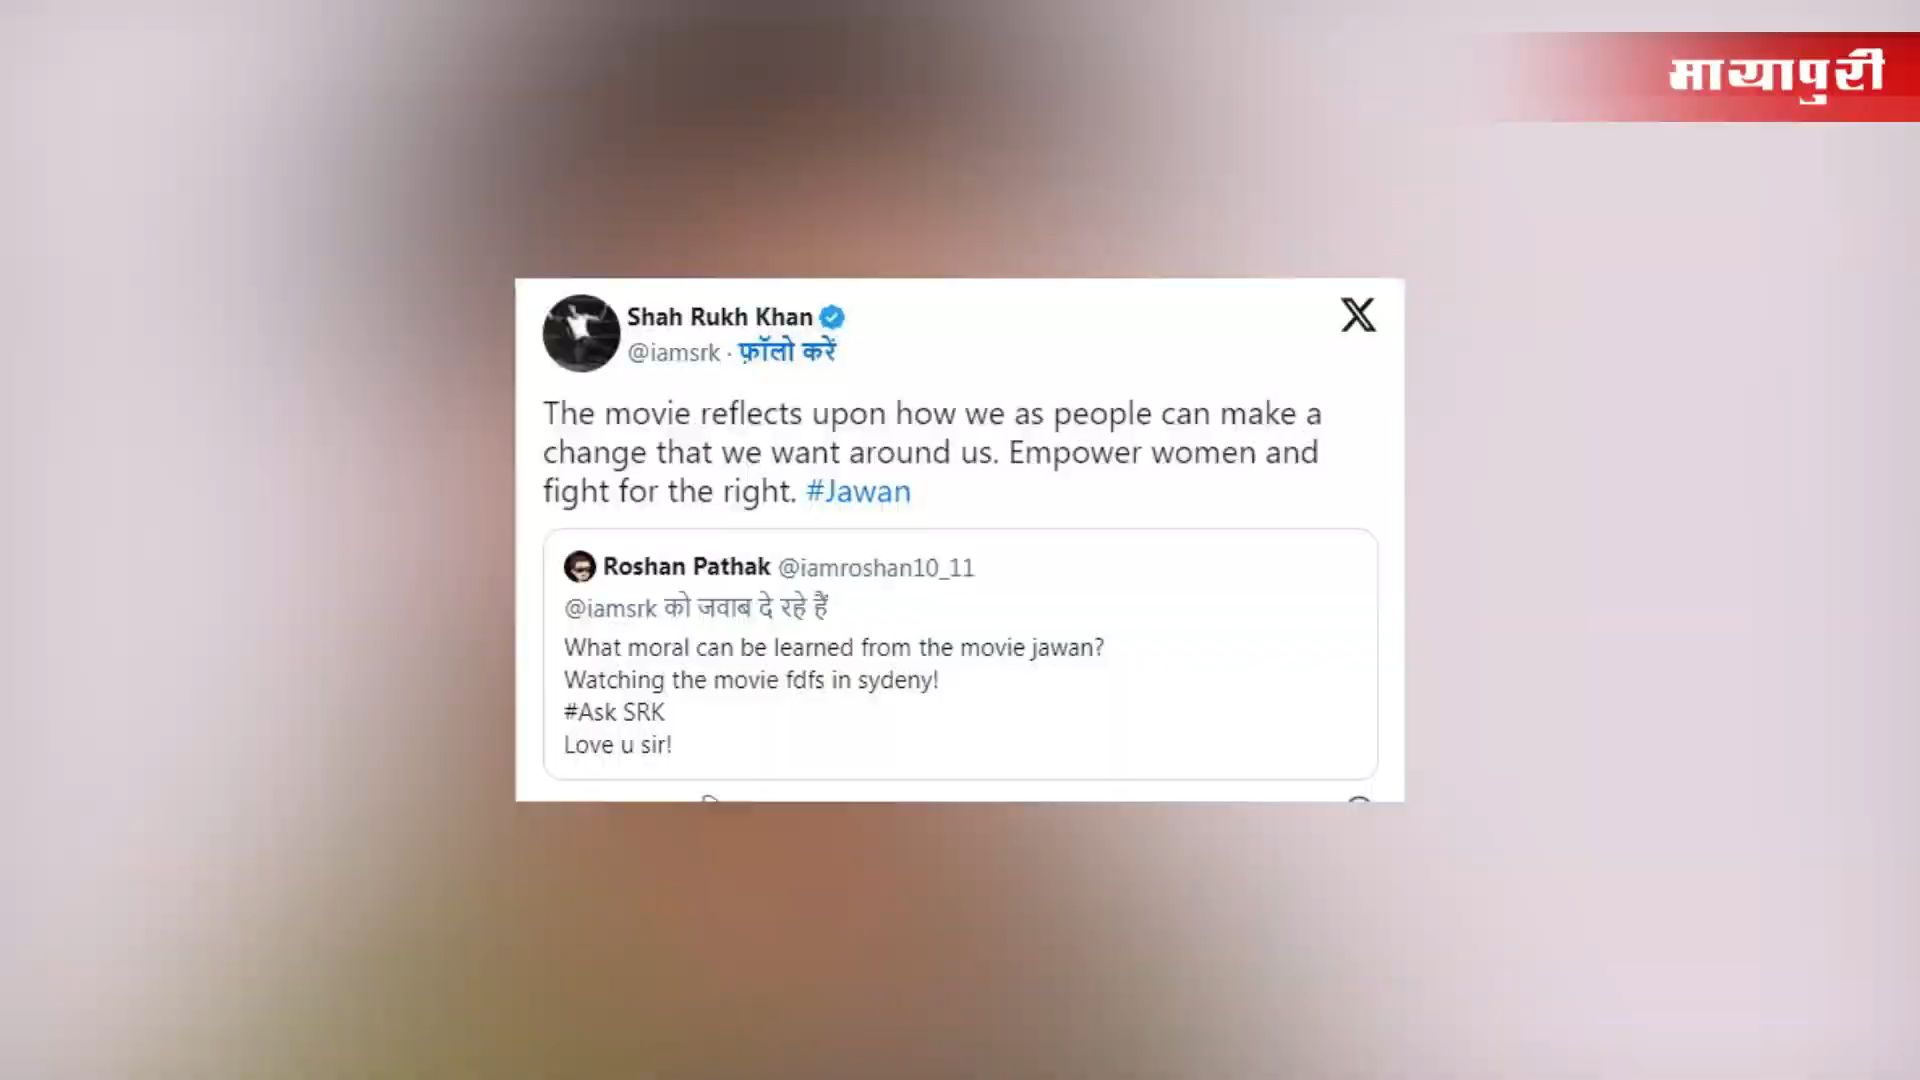 मायापुरी
Shah Rukh Khan
@iamsrk · फ़ॉलो करें
The movie reflects upon how we as people can make a
change that we want around us. Empower women and
fight for the right. #Jawan
Roshan Pathak @iamroshan10_11
@iamsrk को जवाब दे रहे हैं
What moral can be learned from the movie jawan?
Watching the movie fdfs in sydeny!
#Ask SRK
Love u sir!